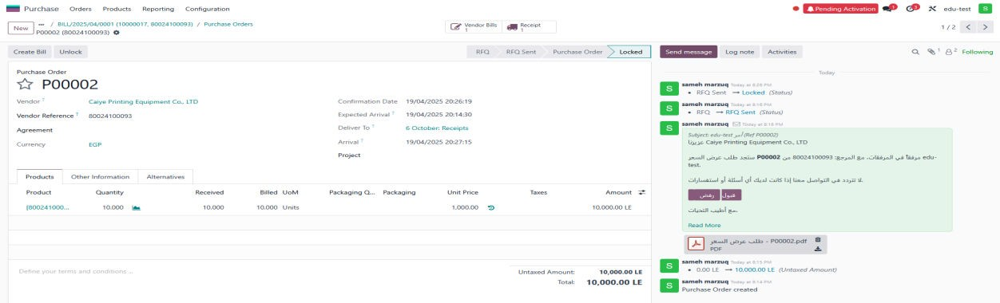 Purchase Orders Products Reporting Configuration
Pending Activation 1 3 edu-test S
New ... / BILL/2025/04/0001 (10000017, 80024100093) / Purchase Orders
P00002 (80024100093)
Vendor Bills 1 Receipt 1
1 / 2
Create Bill Unlock RFQ RFQ Sent Purchase Order Locked
Send message Log note Activities 1 2 Following
Purchase Order
P00002
Vendor ? Caiye Printing Equipment Co., LTD
Vendor Reference ? 80024100093
Agreement
Currency EGP
Confirmation Date 19/04/2025 20:26:19
Expected Arrival ? 19/04/2025 20:14:30
Deliver To ? 6 October: Receipts
Arrival ? 19/04/2025 20:27:15
Project
Products Other Information Alternatives
Product Quantity Received Billed UoM Packaging Q... Packaging Unit Price Taxes Amount
[800241000... 10.000 10.000 10.000 Units 1,000.00 10,000.00 LE
Define your terms and conditions ...
Untaxed Amount: 10,000.00 LE
Total: 10,000.00 LE
Today
S sameh marzuq Today at 8:26 PM
• RFQ Sent → Locked (Status)
S sameh marzuq Today at 8:16 PM
• RFQ → RFQ Sent (Status)
S sameh marzuq Today at 8:16 PM
Subject: edu-test أمر (Ref P00002)
عزيزنا Caiye Printing Equipment Co., LTD
ستجد طلب عرض السعر P00002 من 80024100093 :مرفقاً في المرفقات، مع المرجع edu-
test.
لا تتردد في التواصل معنا إذا كانت لديك أي أسئلة أو استفسارات.
قبول رفض
مع أطيب التحيات.
Read More
طلب عرض السعر - P00002.pdf
PDF
S sameh marzuq Today at 8:15 PM
• 0.00 LE → 10,000.00 LE (Untaxed Amount)
S sameh marzuq Today at 8:14 PM
Purchase Order created